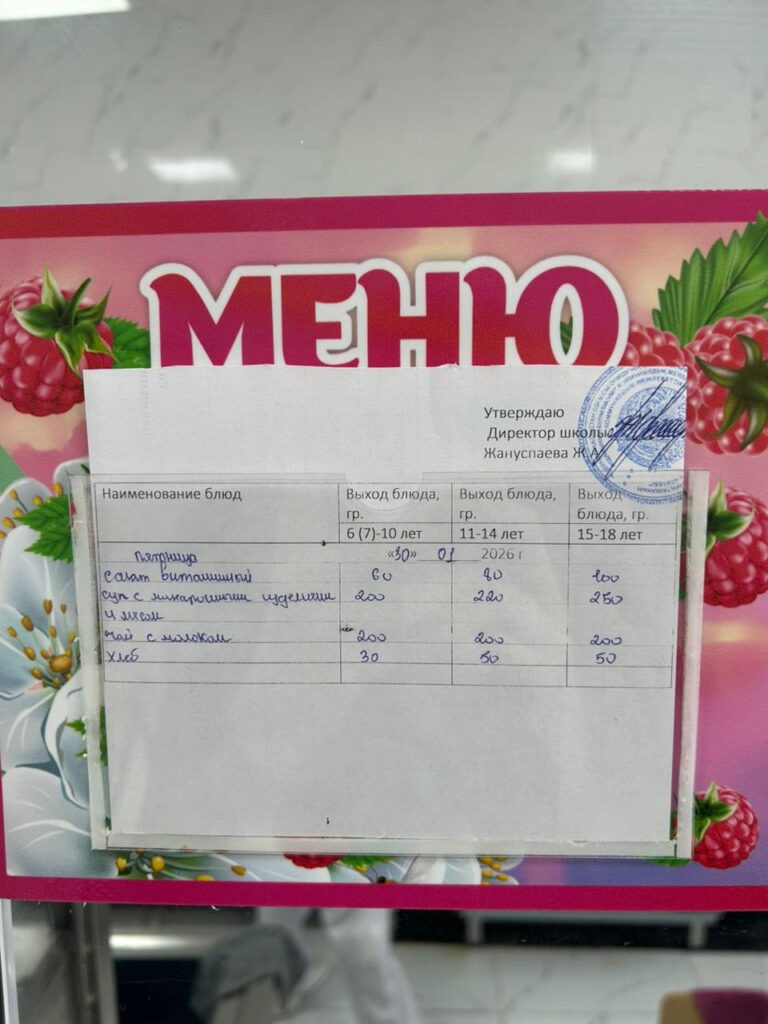 МЕНЮ
Утверждаю
Директор школы
Жануспаева Ж.А
Наименование блюд Выход блюда, гр. Выход блюда, гр. Выход блюда, гр.
6 (7)-10 лет 11-14 лет 15-18 лет
Пятница «30» 01 2026 г
салат витаминный 60 80 100
суп с макаронными изделиями 200 220 250
и мясом
чай с молоком 200 200 200
хлеб 30 50 50